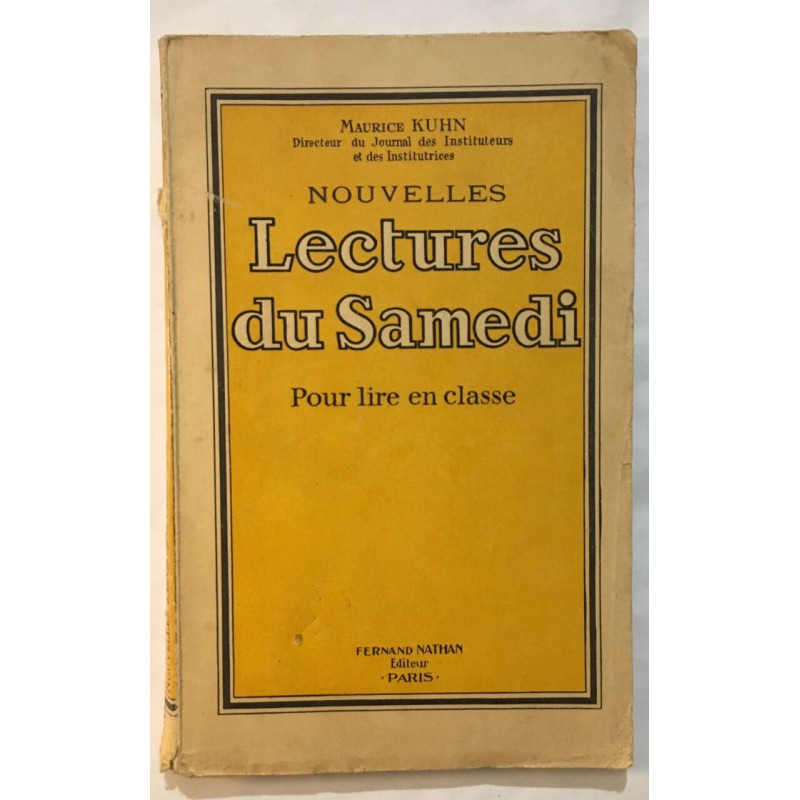 MAURICE KUHN
Directeur du Journal des Instituteurs
et des Institutrices
NOUVELLES
Lectures
du Samedi
Pour lire en classe
FERNAND NATHAN
Editeur
· PARIS ·